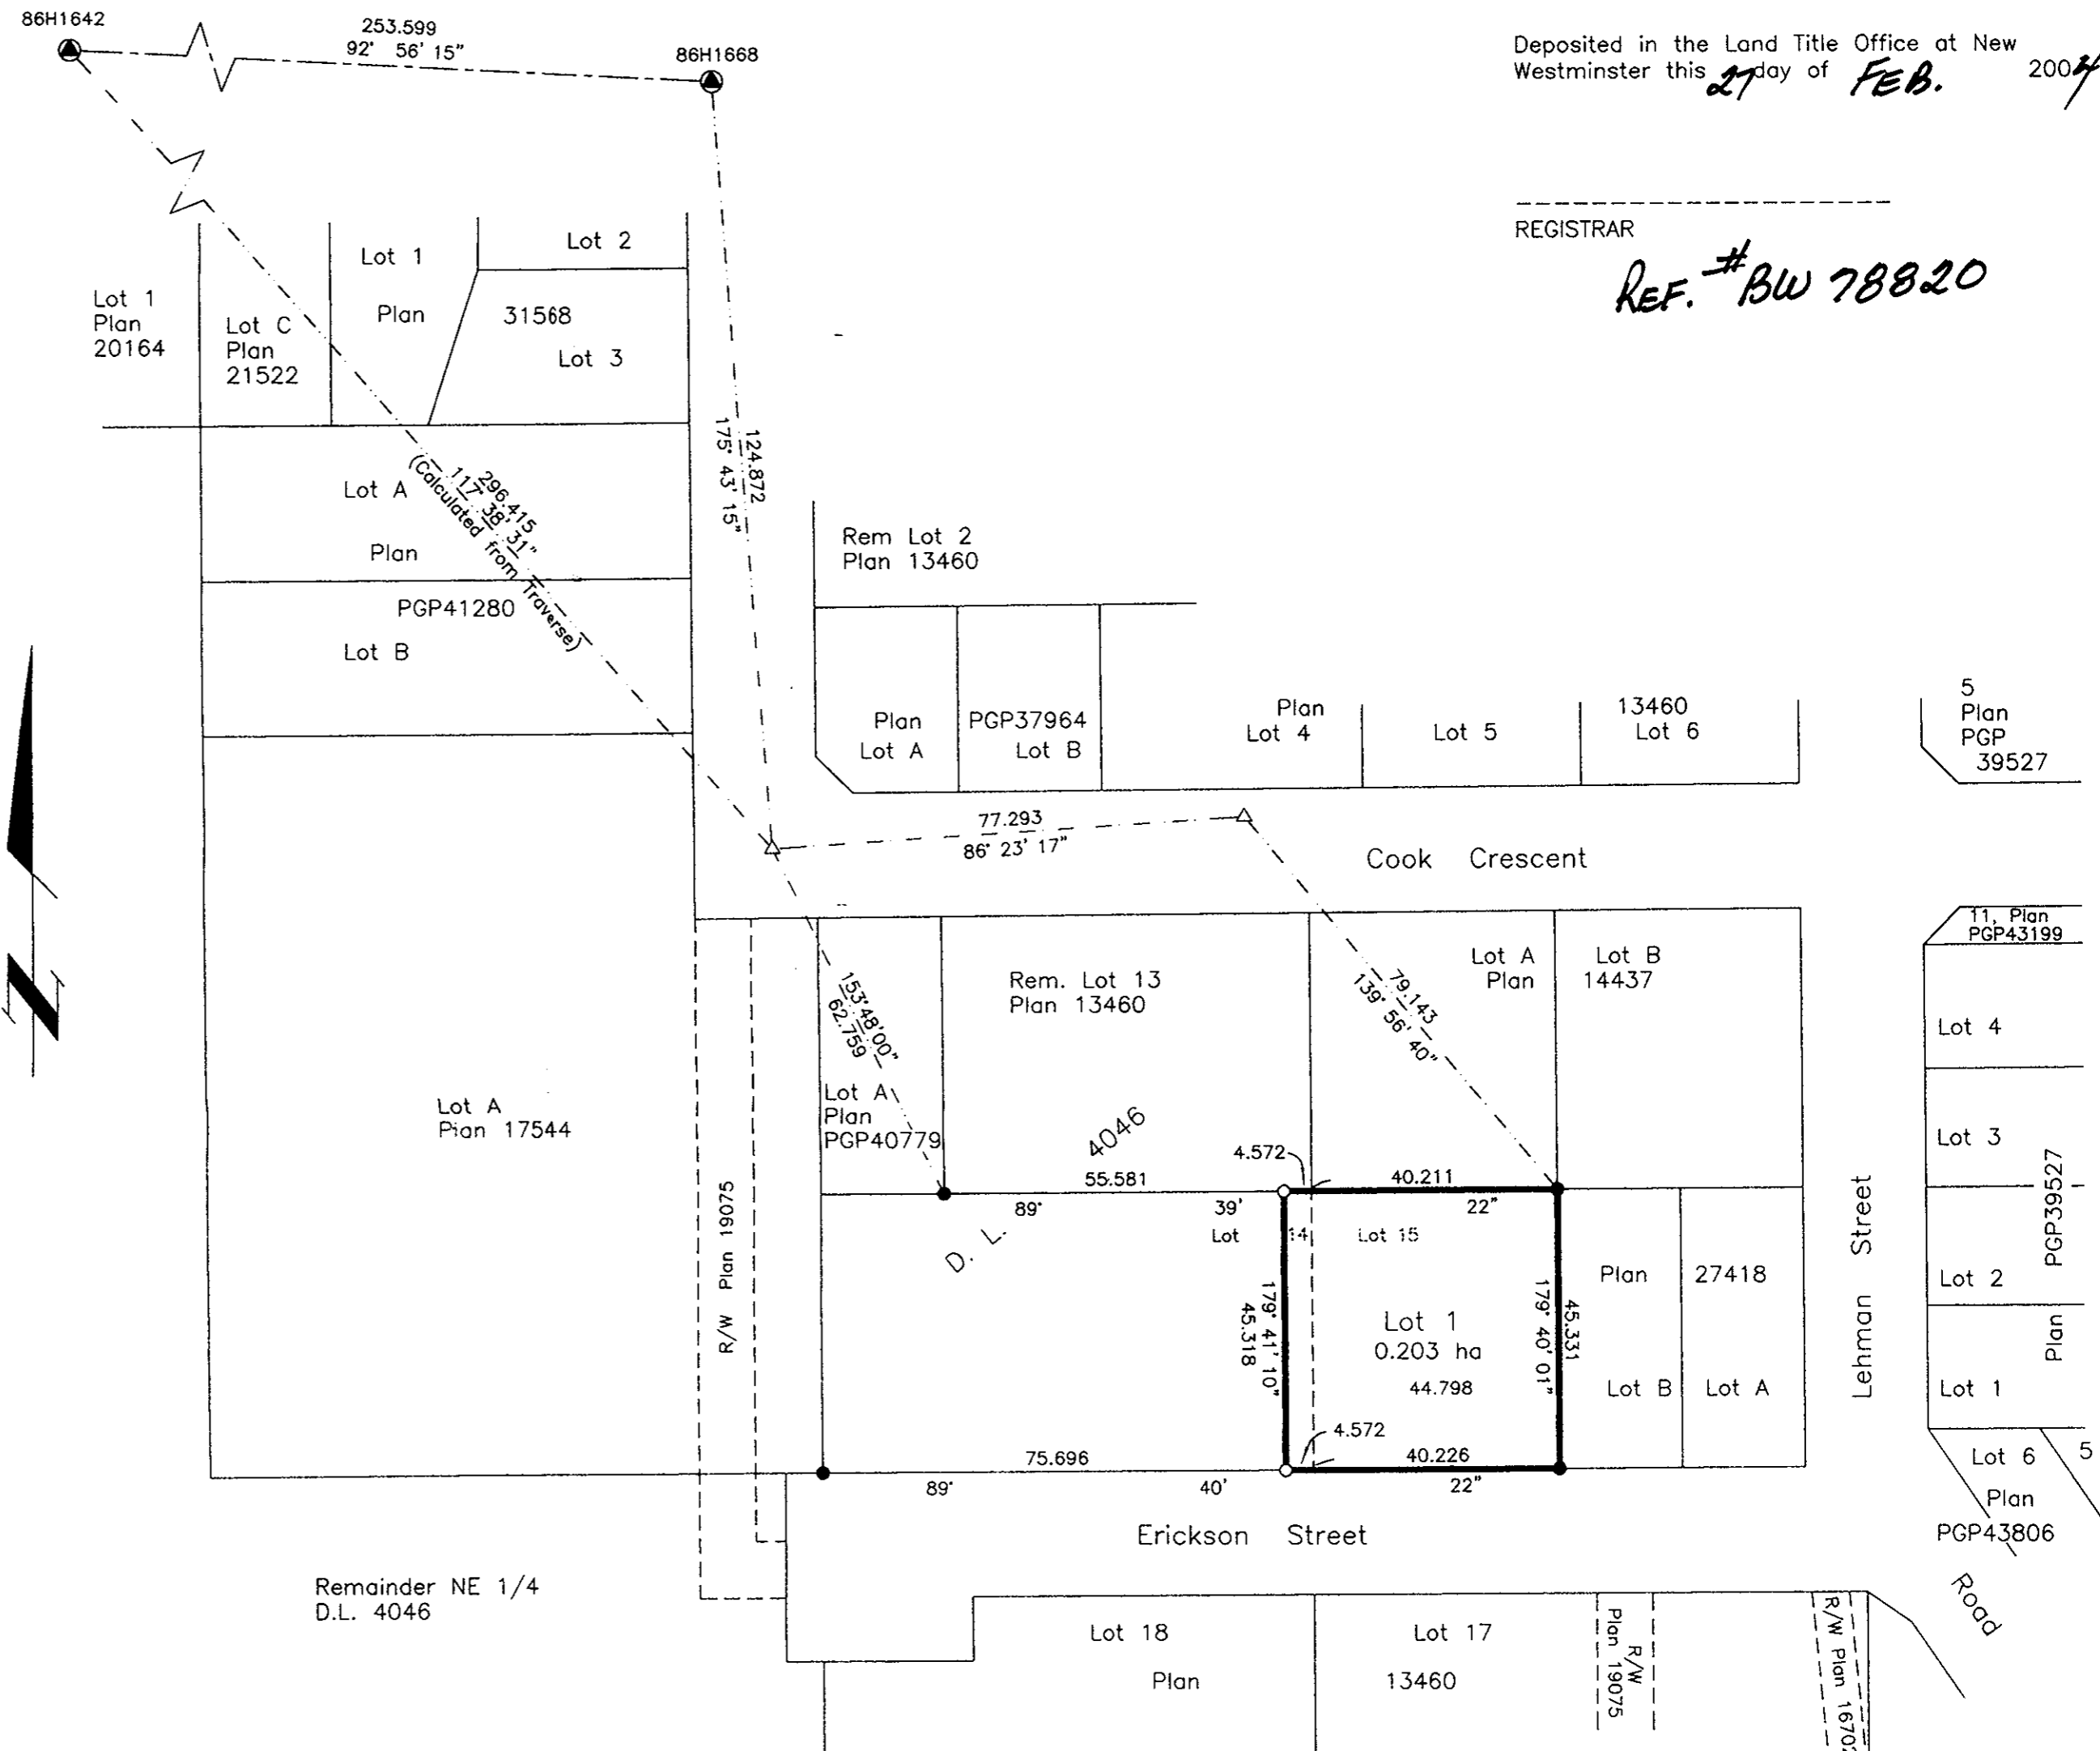 86H1642
253.599
92° 56' 15"
86H1668
Deposited in the Land Title Office at New
Westminster this 27 day of FEB. 2004
REGISTRAR
REF. # BW 78820
Lot 1
Plan
20164
Lot C
Plan
21522
Lot 1
Plan 31568
Lot 2
Lot 3
124.872
175° 43' 15"
296.415
117° 38' 31"
(Calculated from Traverse)
Lot A
Plan
PGP41280
Lot B
Rem Lot 2
Plan 13460
Plan PGP37964
Lot A Lot B
Plan 13460
Lot 4 Lot 5 Lot 6
5
Plan
PGP
39527
77.293
86° 23' 17"
Cook Crescent
11, Plan
PGP43199
Rem. Lot 13
Plan 13460
Lot A Lot B
Plan 14437
79.143
139° 56' 40"
153° 48' 00"
62.759
Lot A
Plan
PGP40779
Lot A
Plan 17544
R/W Plan 19075
D. L. 4046
55.581
4.572
40.211
89° 39' 22"
Lot 14 Lot 15
179° 41' 10"
45.318
Lot 1
0.203 ha
44.798
179° 40' 01"
45.331
4.572
75.696
40.226
89° 40' 22"
Plan 27418
Lot B Lot A
Lehman Street
Lot 4
Lot 3
Lot 2
Lot 1
Plan PGP39527
Lot 6 5
Plan
PGP43806
Erickson Street
Road
Remainder NE 1/4
D.L. 4046
Lot 18 Lot 17
Plan 13460
R/W
Plan 19075
R/W Plan